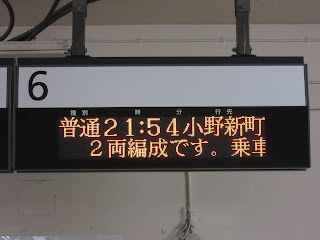 6
種別 時 分 行先
普通21:54小野新町
2両編成です。乗車